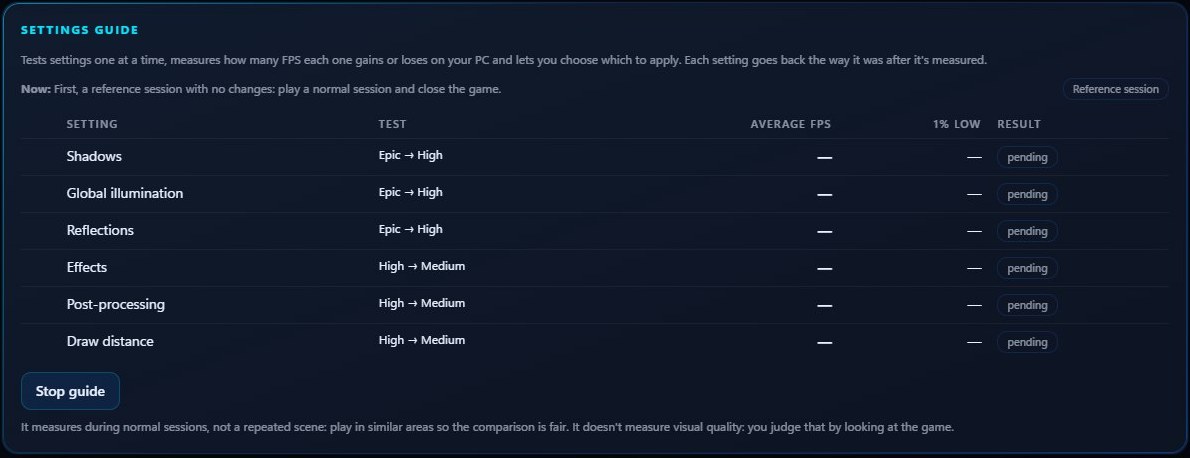 SETTINGS GUIDE
Tests settings one at a time, measures how many FPS each one gains or loses on your PC and lets you choose which to apply. Each setting goes back the way it was after it's measured.
Now: First, a reference session with no changes: play a normal session and close the game.
Reference session
SETTING TEST AVERAGE FPS 1% LOW RESULT
Shadows Epic → High — — pending
Global illumination Epic → High — — pending
Reflections Epic → High — — pending
Effects High → Medium — — pending
Post-processing High → Medium — — pending
Draw distance High → Medium — — pending
Stop guide
It measures during normal sessions, not a repeated scene: play in similar areas so the comparison is fair. It doesn't measure visual quality: you judge that by looking at the game.